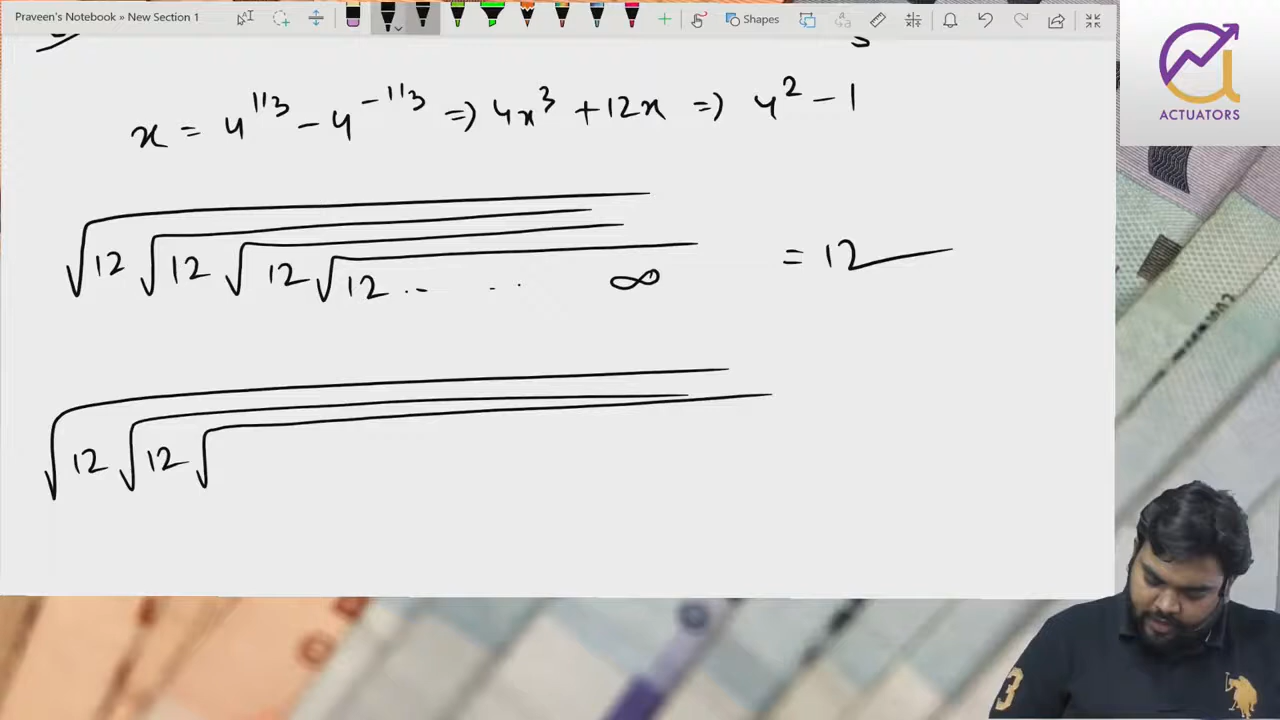 Praveen's Notebook » New Section 1
Shapes
ACTUATORS
x = 4^{1/3} - 4^{-1/3} => 4x^3 + 12x => 4^2 - 1
√12 √12 √12 √12 .. .. ∞ = 12
√12 √12 √
3